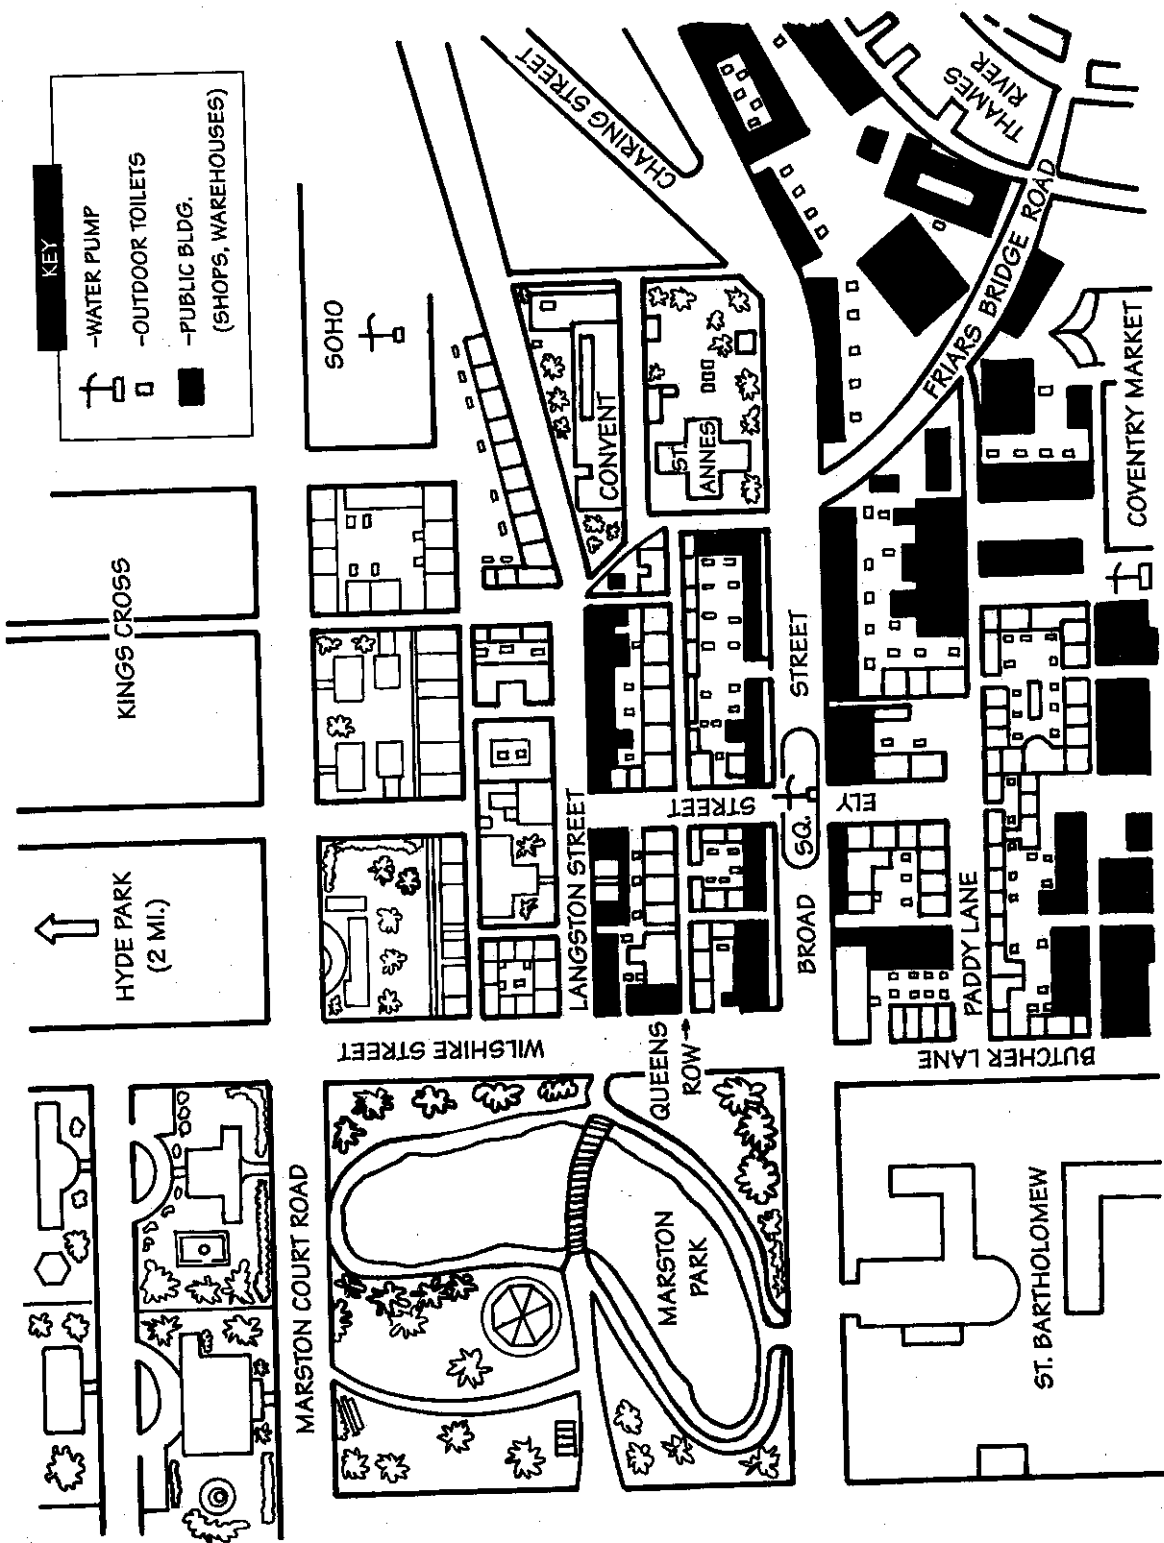 KEY
-WATER PUMP
-OUTDOOR TOILETS
-PUBLIC BLDG.
(SHOPS, WAREHOUSES)
SOHO
KINGS CROSS
HYDE PARK
(2 MI.)
CHARING STREET
THAMES
RIVER
FRIARS BRIDGE ROAD
CONVENT
ST.
ANNES
COVENTRY MARKET
LANGSTON STREET
STREET
STREET
SQ.
ELY
BROAD
PADDY LANE
WILSHIRE STREET
QUEENS
ROW→
BUTCHER LANE
MARSTON COURT ROAD
MARSTON
PARK
ST. BARTHOLOMEW